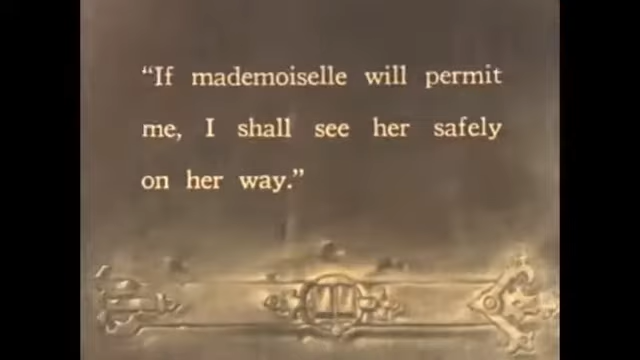 “If mademoiselle will permit
me, I shall see her safely
on her way.”